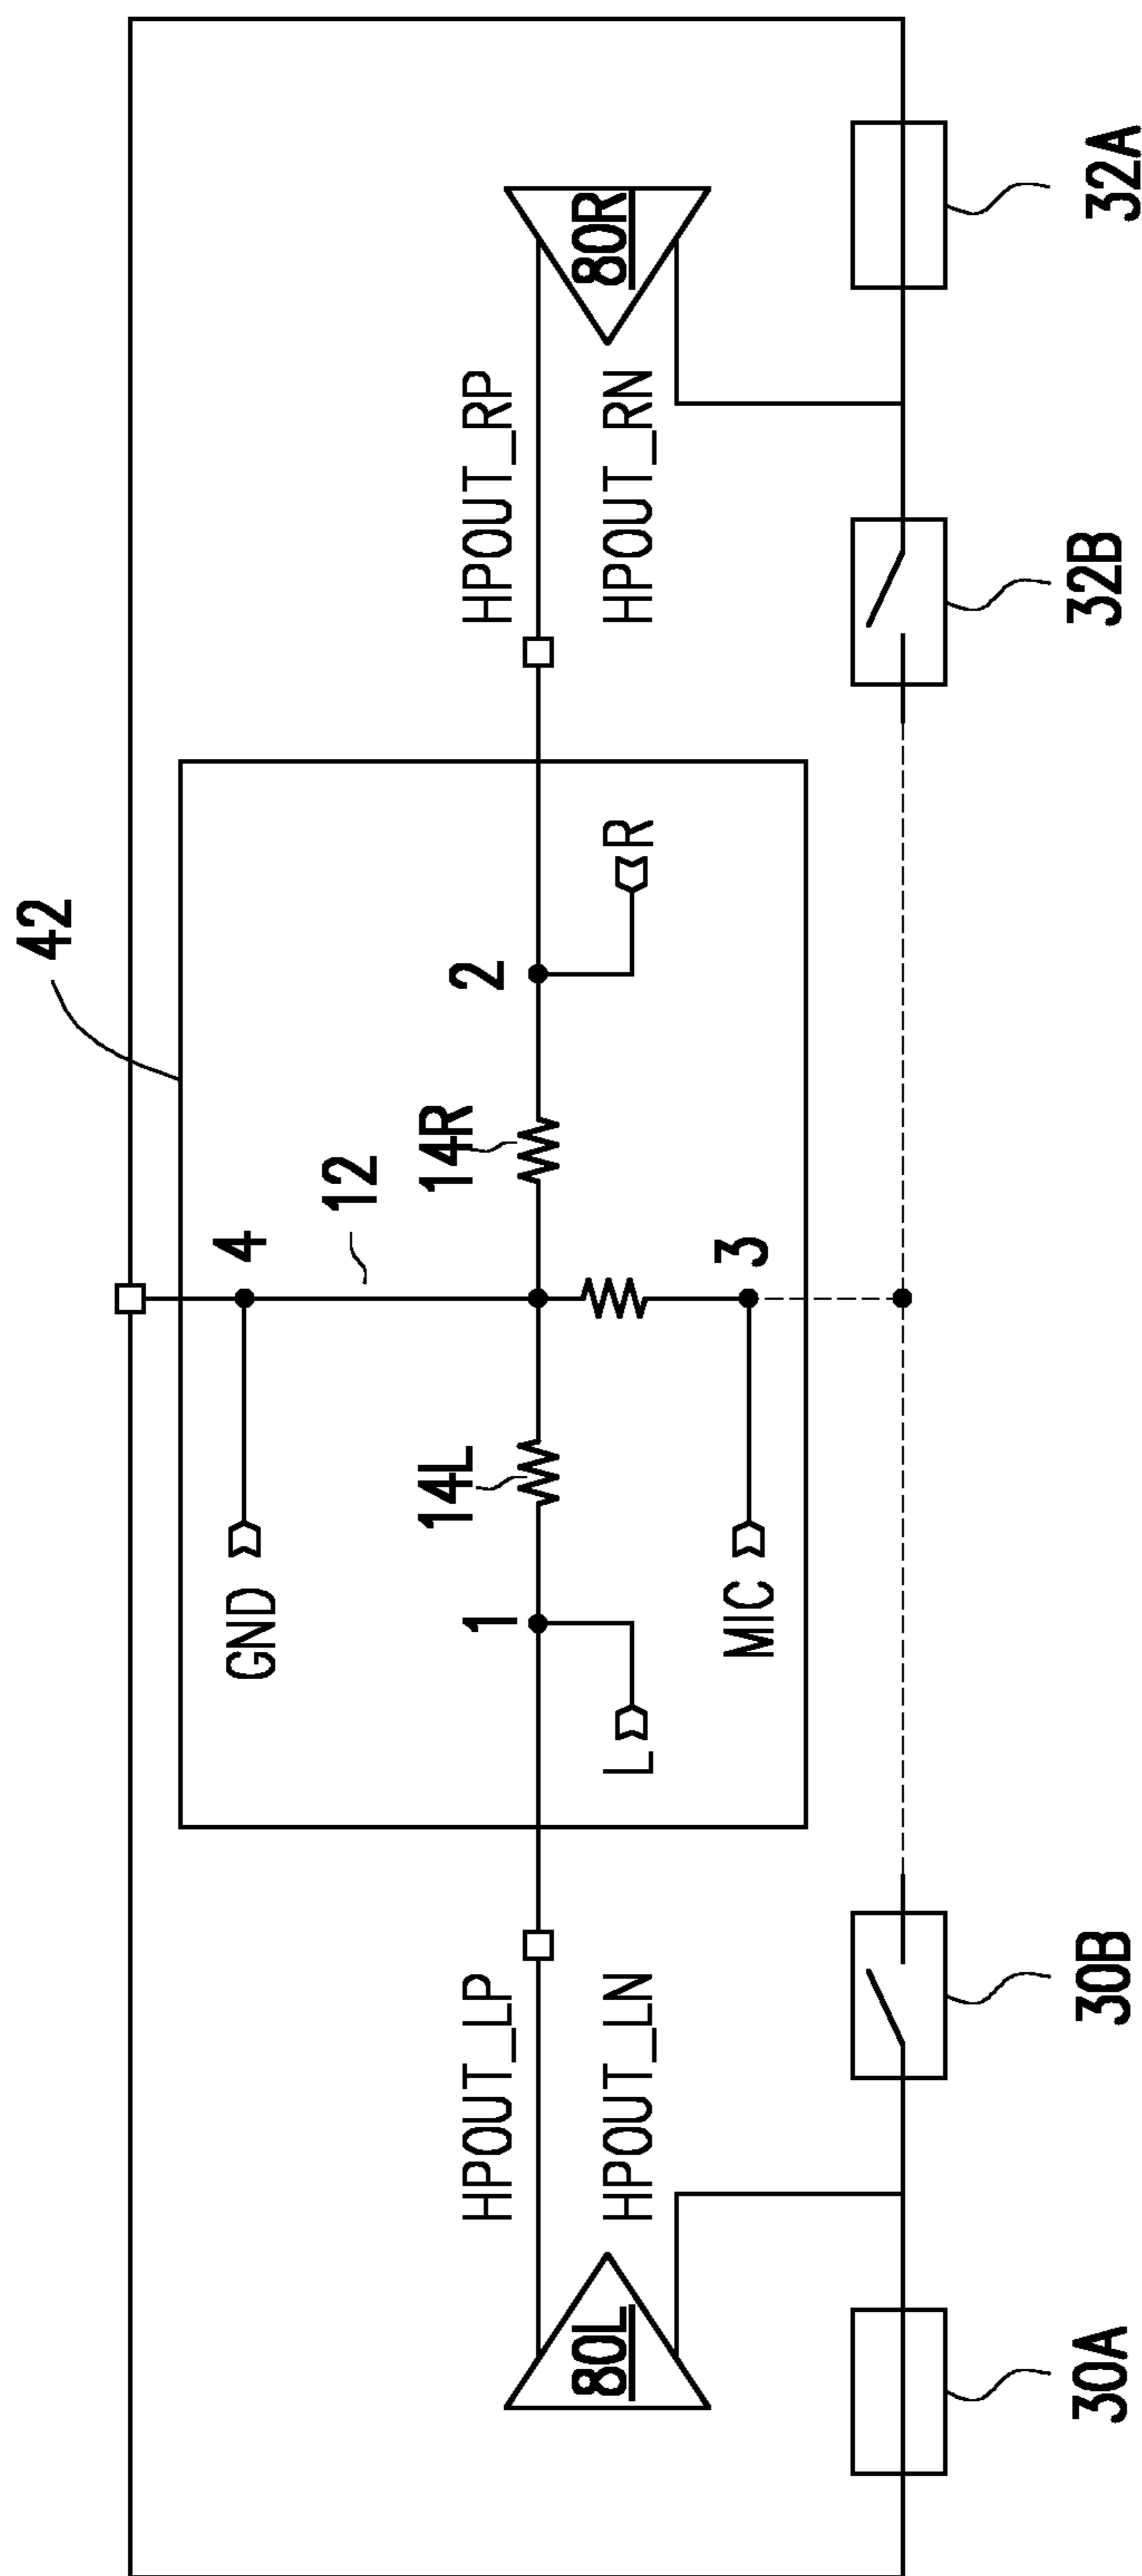 42
GND
4
12
HPOUT_LP
1
14L
14R
2
HPOUT_RP
80L
HPOUT_LN
L
R
HPOUT_RN
80R
MIC
3
30A
30B
32B
32A